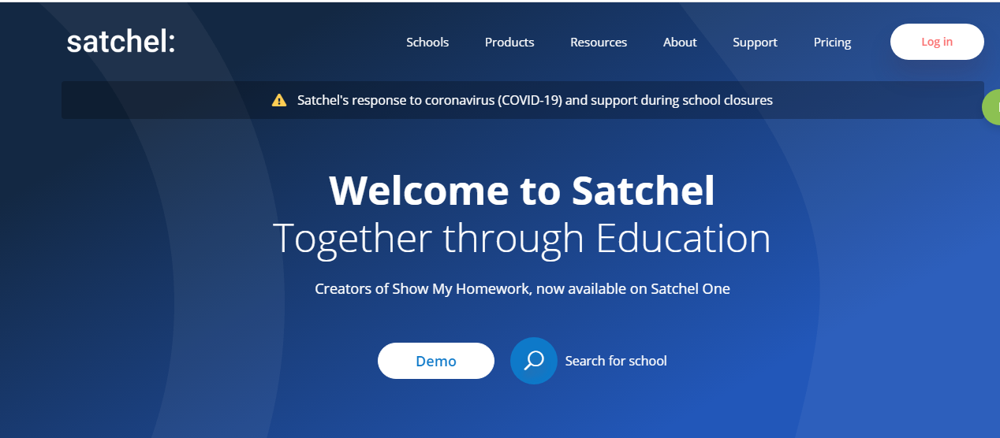 satchel:
Schools
Products
Resources
About
Support
Pricing
Log in
Satchel's response to coronavirus (COVID-19) and support during school closures
Welcome to Satchel
Together through Education
Creators of Show My Homework, now available on Satchel One
Demo
Search for school